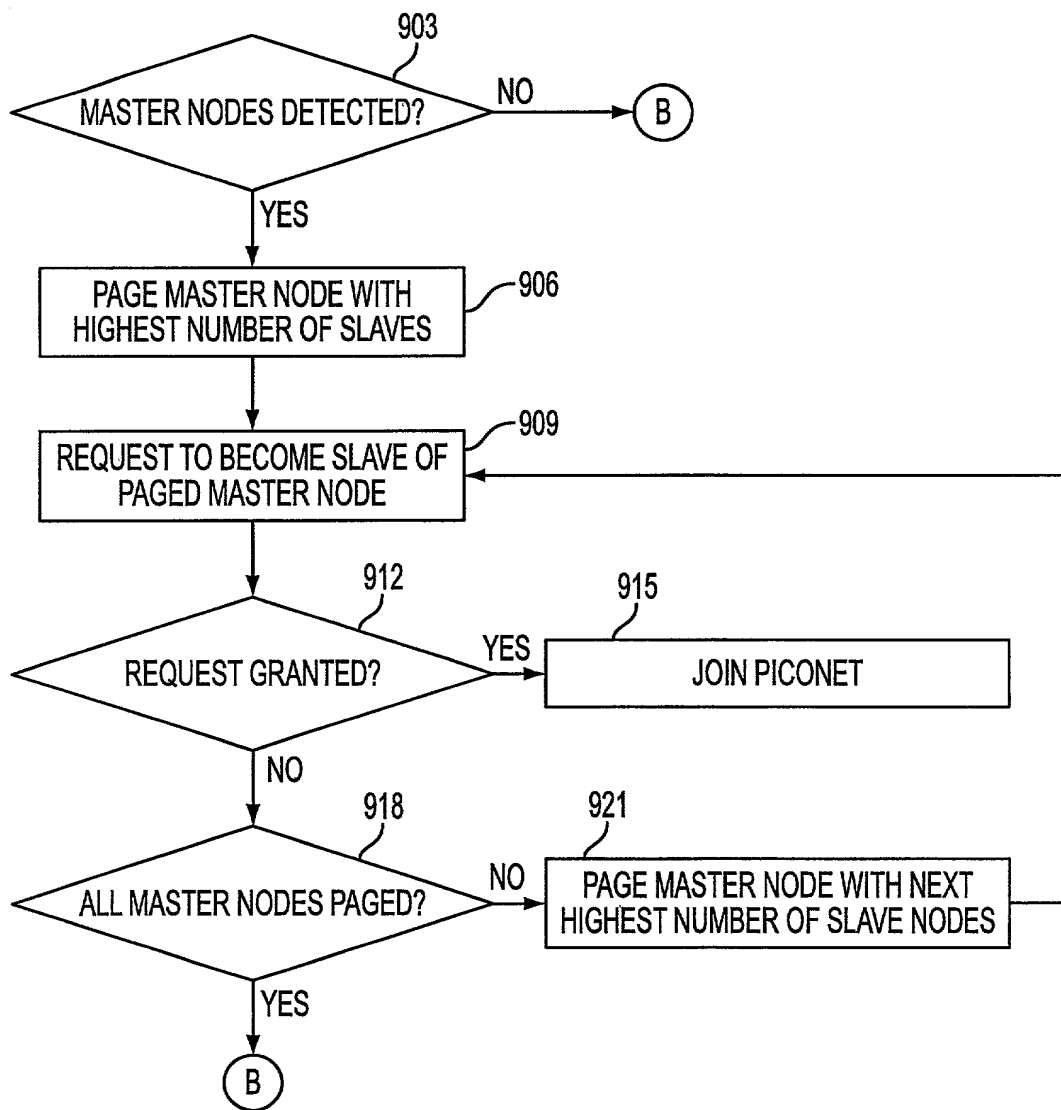 903
MASTER NODES DETECTED?
NO
B
YES
PAGE MASTER NODE WITH
HIGHEST NUMBER OF SLAVES
906
909
REQUEST TO BECOME SLAVE OF
PAGED MASTER NODE
912
REQUEST GRANTED?
YES
915
JOIN PICONET
NO
918
ALL MASTER NODES PAGED?
NO
921
PAGE MASTER NODE WITH NEXT
HIGHEST NUMBER OF SLAVE NODES
YES
B